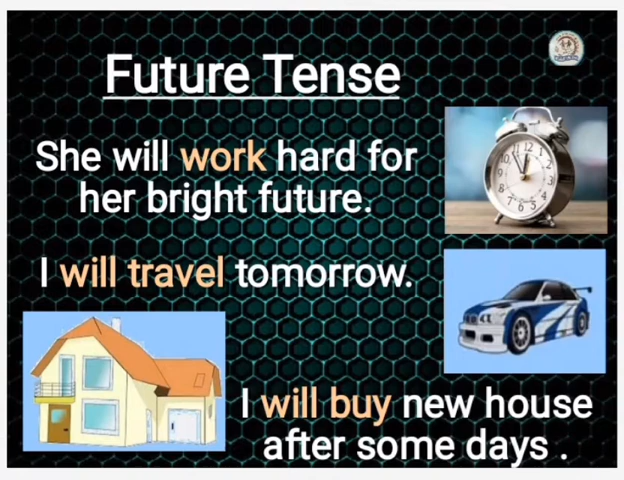 Future Tense
She will work hard for
her bright future.
I will travel tomorrow.
I will buy new house
after some days .